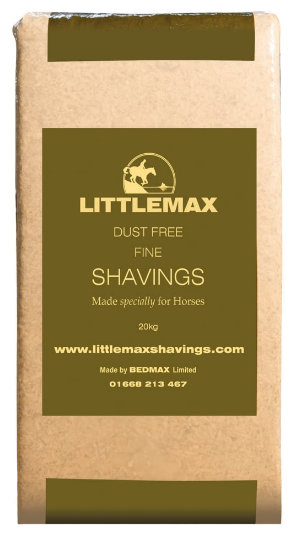 LITTLEMAX
DUST FREE
FINE
SHAVINGS
Made specially for Horses
20kg
www.littlemaxshavings.com
Made by BEDMAX Limited
01668 213 467